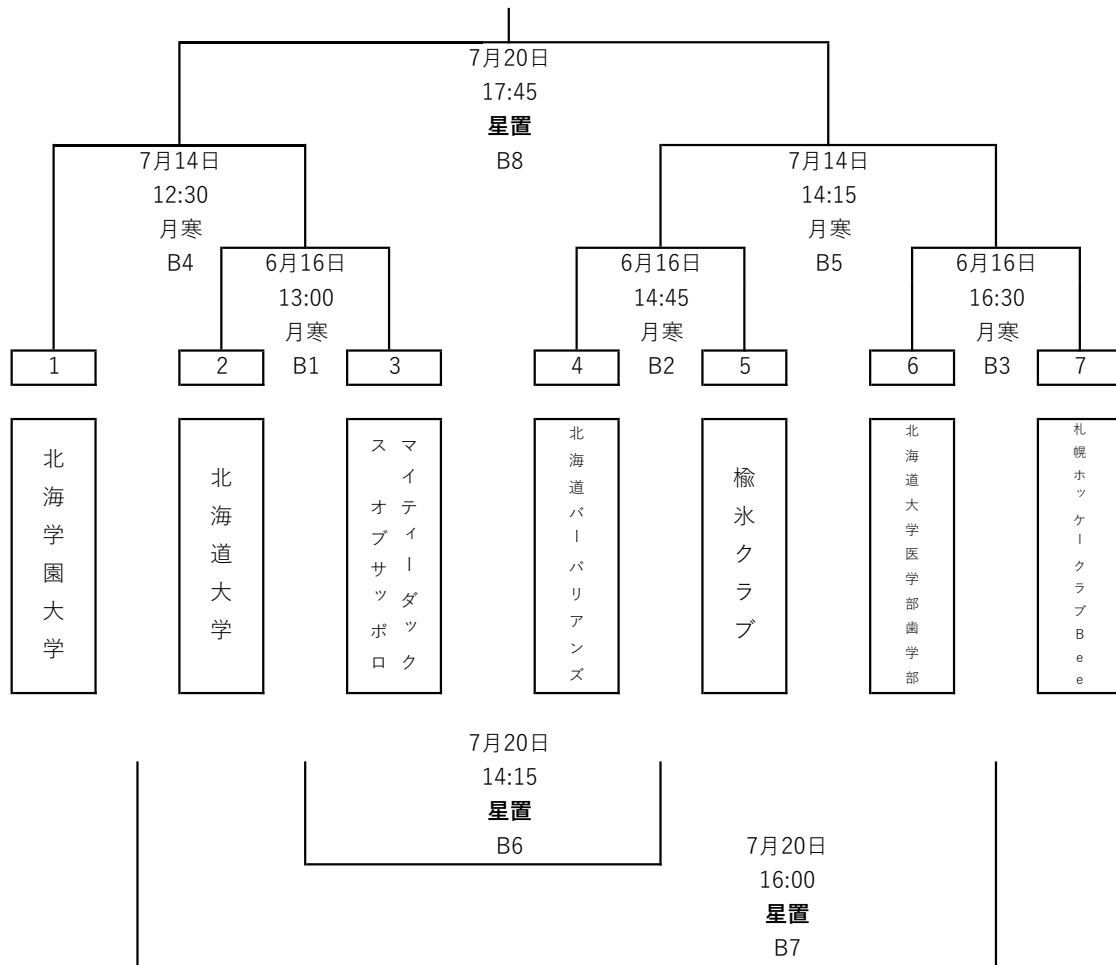 7月20日
17:45
星置
B8
7月14日
12:30
月寒
B4
7月14日
14:15
月寒
B5
6月16日
13:00
月寒
B1
6月16日
14:45
月寒
B2
6月16日
16:30
月寒
B3
1
2
3
4
5
6
7
北海学園大学
北海道大学
マイティーダック
ス オブサッポロ
北海道バーバリアンズ
楡氷クラブ
北海道大学医学部歯学部
札幌ホッケークラブBee
7月20日
14:15
星置
B6
7月20日
16:00
星置
B7